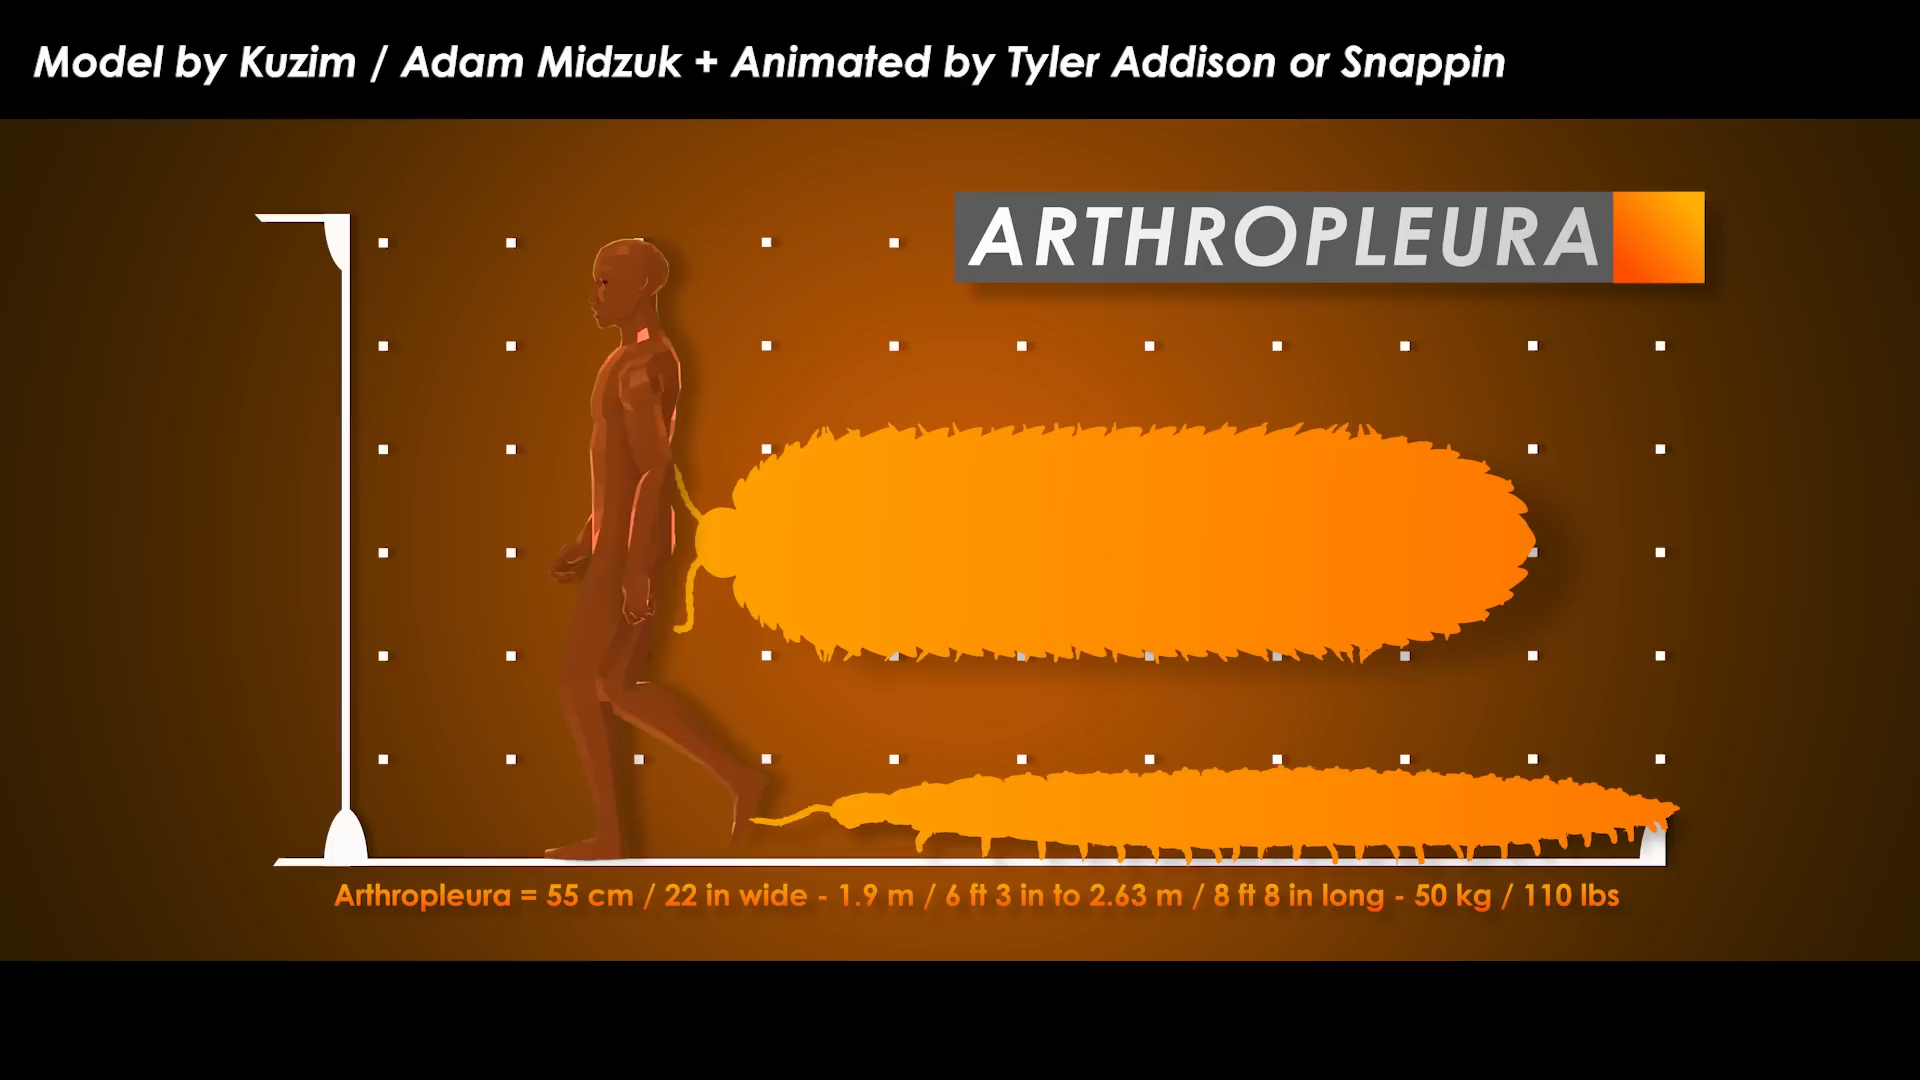 Model by Kuzim / Adam Midzuk + Animated by Tyler Addison or Snappin
ARTHROPLEURA
Arthropleura = 55 cm / 22 in wide - 1.9 m / 6 ft 3 in to 2.63 m / 8 ft 8 in long - 50 kg / 110 lbs